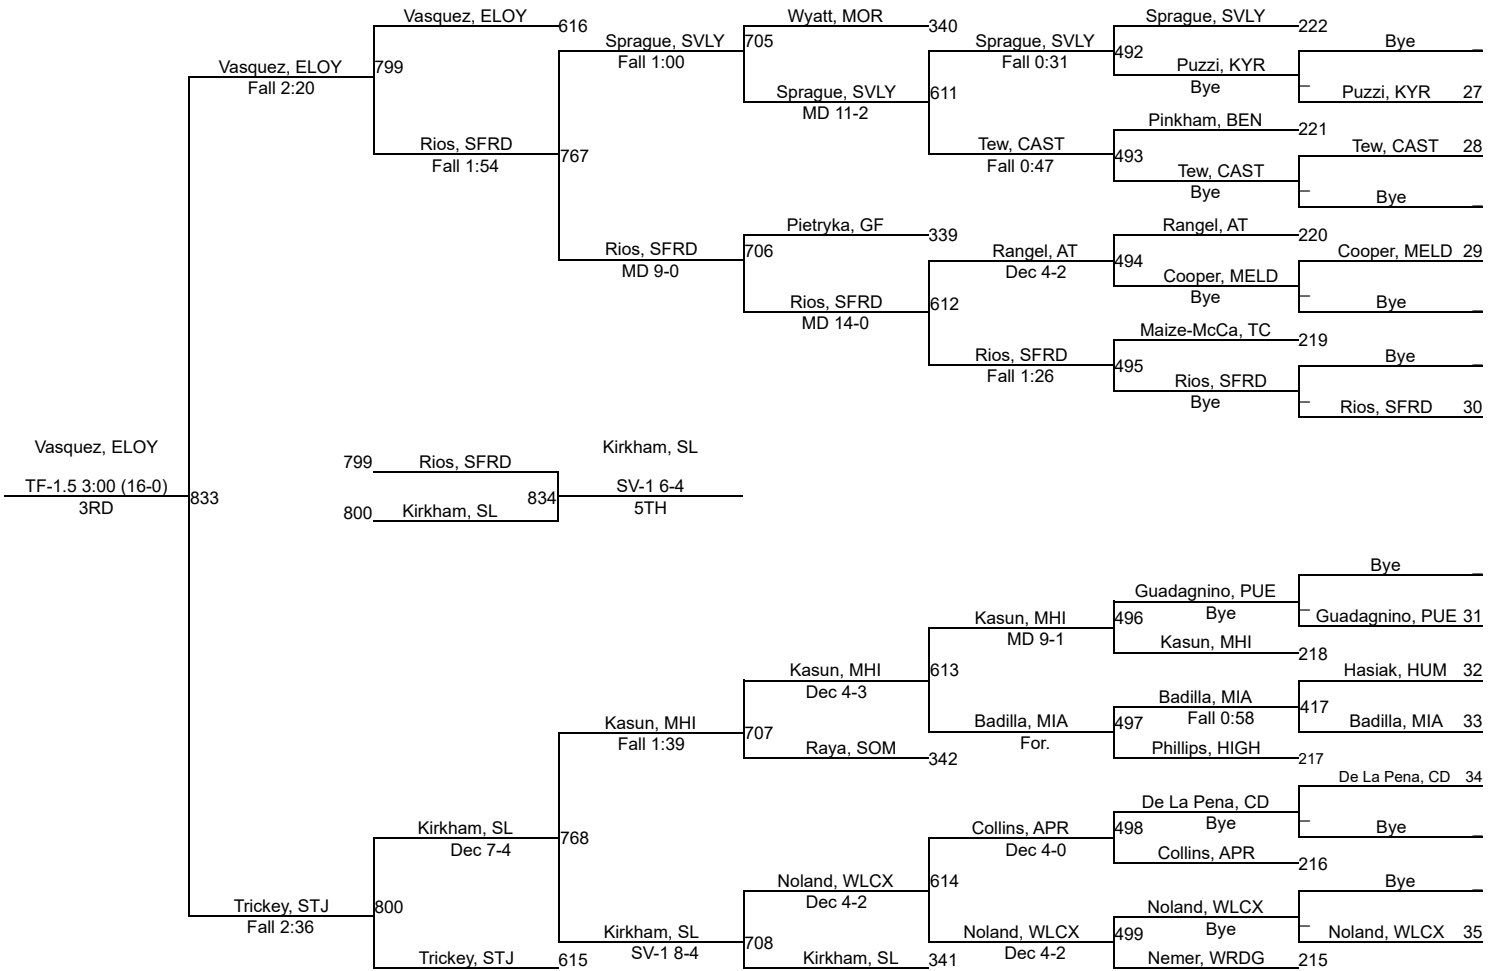 Vasquez, ELOY
616
Wyatt, MOR
340
Sprague, SVLY
222
Sprague, SVLY
Fall 1:00
705
Sprague, SVLY
Fall 0:31
492
Bye _
Vasquez, ELOY
Fall 2:20
799
Puzzi, KYR
Bye
_
Puzzi, KYR 27
Sprague, SVLY
MD 11-2
611
Pinkham, BEN
221
Rios, SFRD
Fall 1:54
767
Tew, CAST
Fall 0:47
493
Tew, CAST 28
Tew, CAST
Bye
_
Bye _
Pietryka, GF
339
Rangel, AT
220
Rios, SFRD
MD 9-0
706
Rangel, AT
Dec 4-2
494
Cooper, MELD 29
Cooper, MELD
Bye
_
Bye _
Rios, SFRD
MD 14-0
612
Maize-McCa, TC
219
Rios, SFRD
Fall 1:26
495
Bye _
Rios, SFRD
Bye
_
Rios, SFRD 30
Vasquez, ELOY
TF-1.5 3:00 (16-0)
3RD
833
799 Rios, SFRD
834
800 Kirkham, SL
Kirkham, SL
SV-1 6-4
5TH
Bye _
Guadagnino, PUE
Bye
_
Guadagnino, PUE 31
Kasun, MHI
MD 9-1
496
Kasun, MHI
218
Kasun, MHI
Dec 4-3
613
Hasiak, HUM 32
Badilla, MIA
Fall 0:58
417
Badilla, MIA 33
Kasun, MHI
Fall 1:39
707
Badilla, MIA
For.
497
Raya, SOM
342
Phillips, HIGH
217
De La Pena, CD 34
De La Pena, CD
Bye
_
Bye _
Kirkham, SL
Dec 7-4
768
Collins, APR
Dec 4-0
498
Collins, APR
216
Noland, WLCX
Dec 4-2
614
Bye _
Trickey, STJ
Fall 2:36
800
Noland, WLCX
Bye
_
Noland, WLCX 35
Kirkham, SL
SV-1 8-4
708
Noland, WLCX
Dec 4-2
499
Trickey, STJ
615
Kirkham, SL
341
Nemer, WRDG
215